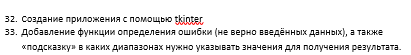 32. Создание приложения с помощью tkinter
33. Добавление функции определения ошибки (не верно введённых данных), а также
«подсказку» в каких диапазонах нужно указывать значения для получения результата.